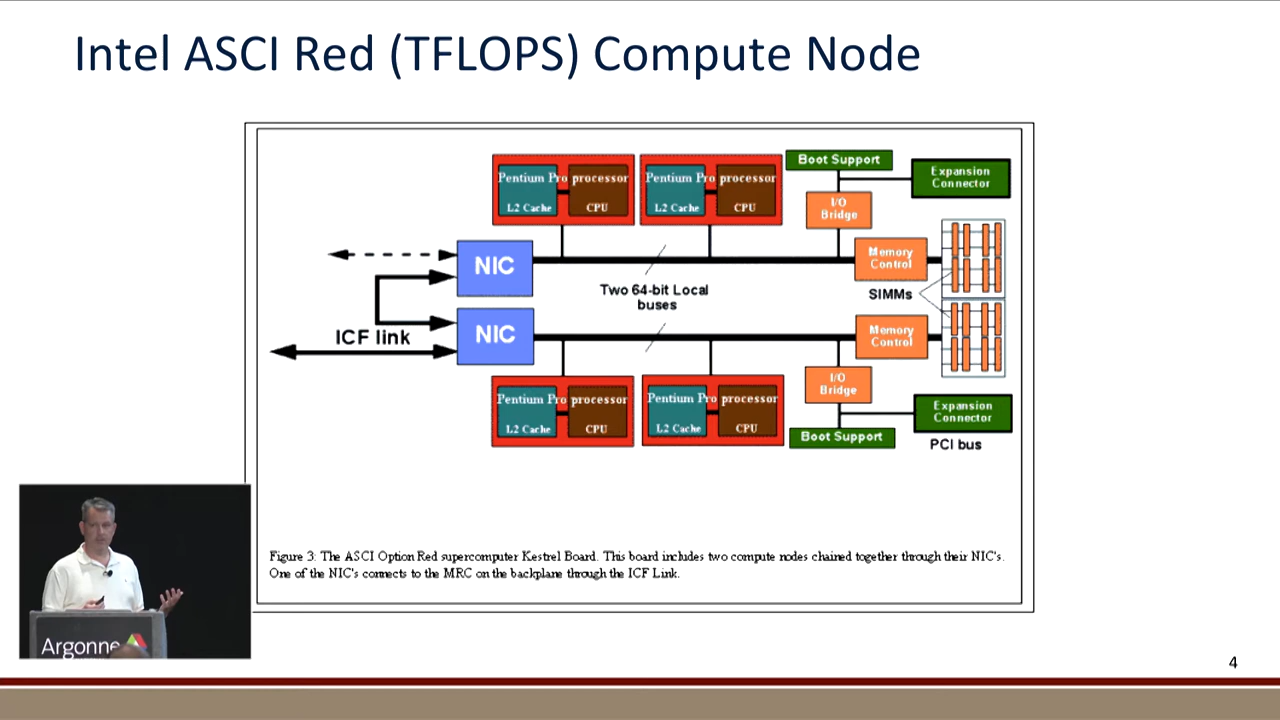 Intel ASCI Red (TFLOPS) Compute Node
Boot Support
Expansion
Connector
Pentium Pro processor
L2 Cache
CPU
Pentium Pro processor
L2 Cache
CPU
I/O
Bridge
NIC
Memory
Control
Two 64-bit Local
buses
SIMMs
NIC
ICF link
Memory
Control
I/O
Bridge
Pentium Pro processor
L2 Cache
CPU
Pentium Pro processor
L2 Cache
CPU
Expansion
Connector
Boot Support
PCI bus
Figure 3: The ASCI Option Red supercomputer Kestrel Board. This board includes two compute nodes chained together through their NIC's.
One of the NIC's connects to the MRC on the backplane through the ICF Link.
Argonne
4